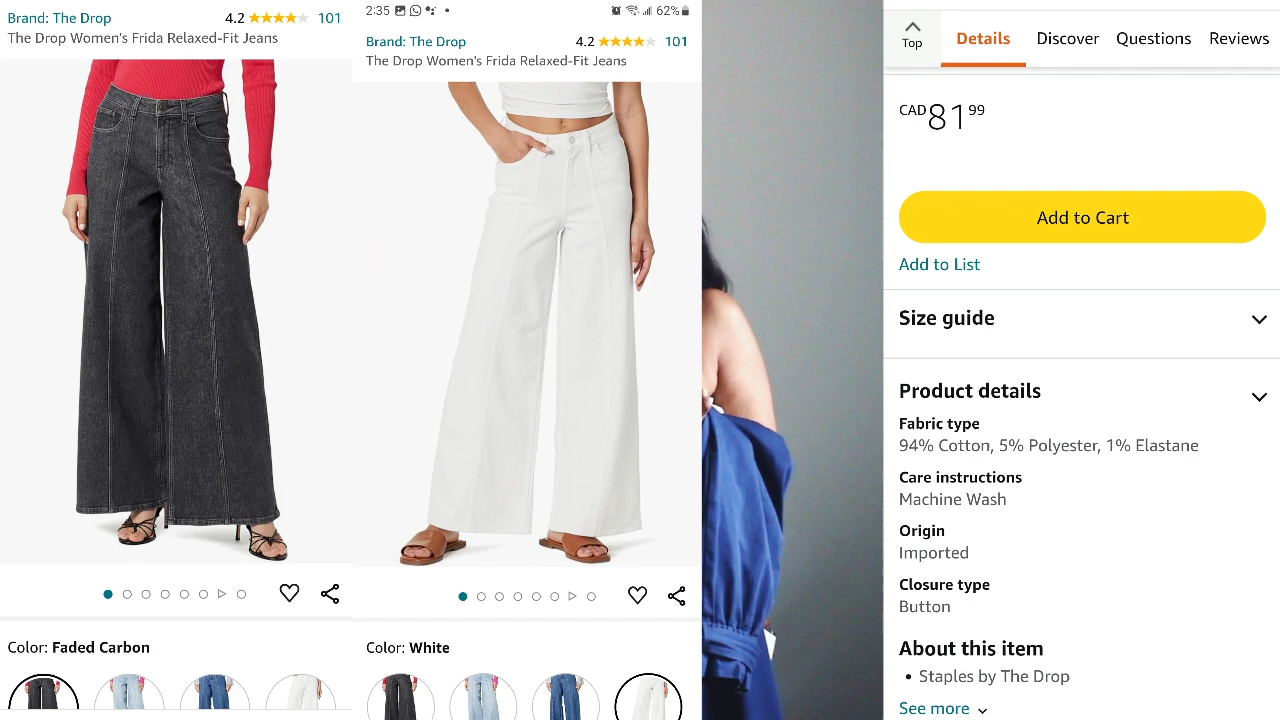 Brand: The Drop 4.2 101
The Drop Women's Frida Relaxed-Fit Jeans
Color: Faded Carbon
2:35 62%
Brand: The Drop 4.2 101
The Drop Women's Frida Relaxed-Fit Jeans
Color: White
Top Details Discover Questions Reviews
CAD 81 99
Add to Cart
Add to List
Size guide
Product details
Fabric type
94% Cotton, 5% Polyester, 1% Elastane
Care instructions
Machine Wash
Origin
Imported
Closure type
Button
About this item
• Staples by The Drop
See more